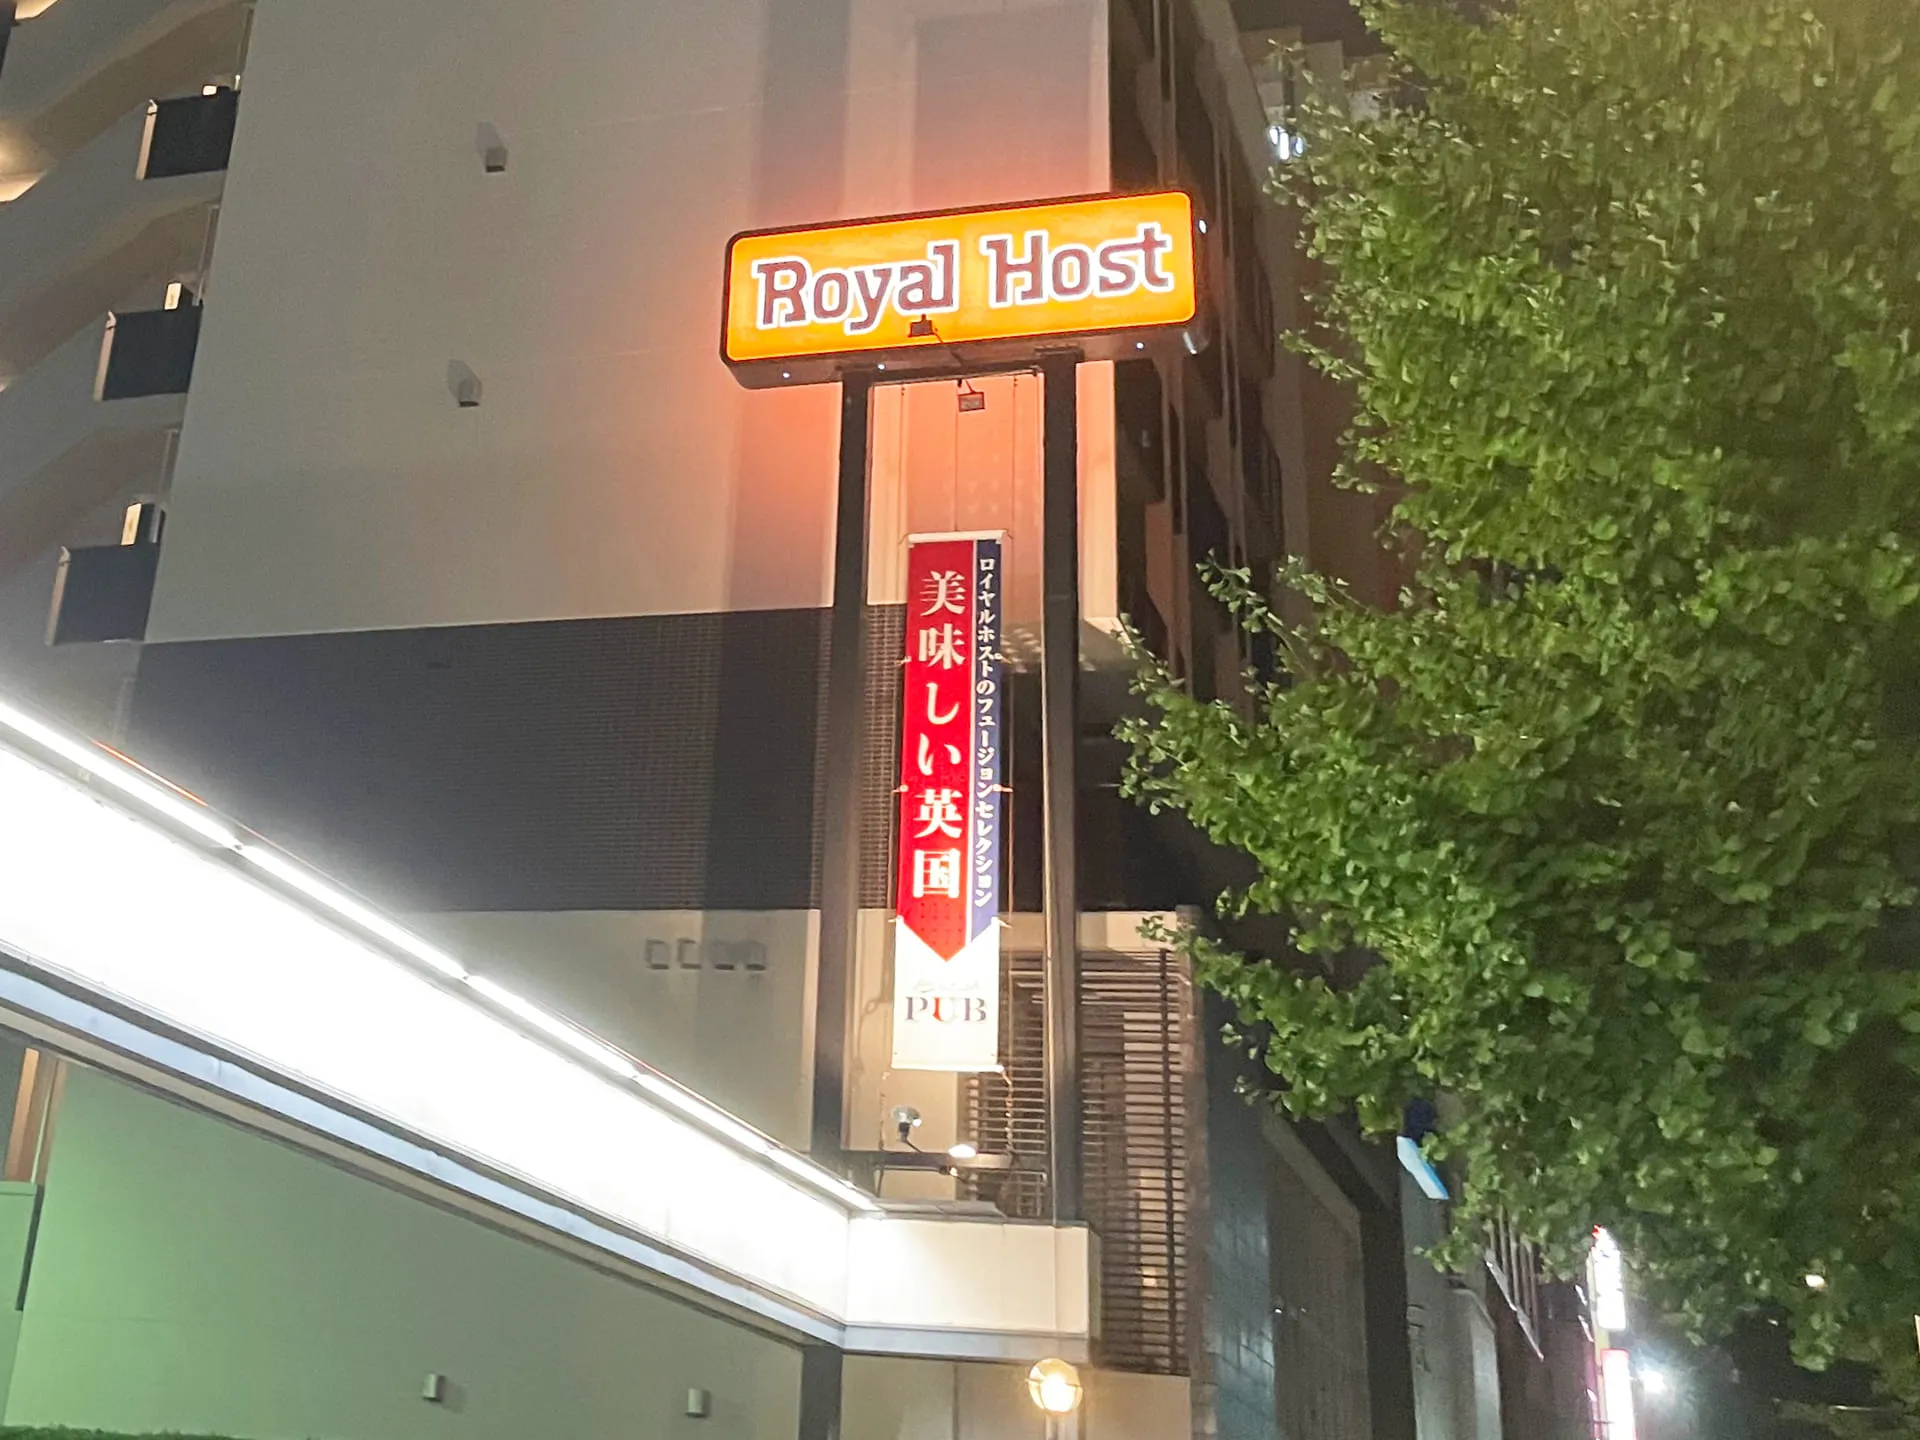 Royal Host
ロイヤルホストのフュージョンセレクション
美味しい英国
PUB